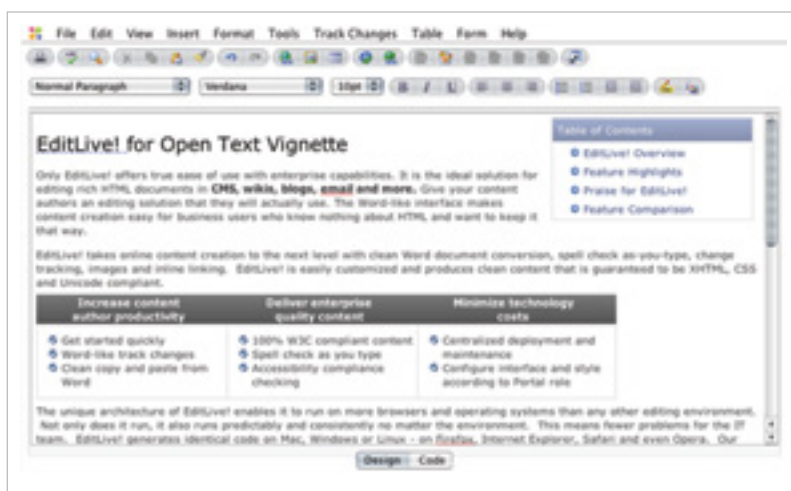 File Edit View Insert Format Tools Track Changes Table Form Help
Normal Paragraph Verdana 10pt B I U
EditLive! for Open Text Vignette
Table of Contents
EditLive! Overview
Feature Highlights
Praise for EditLive!
Feature Comparison
Only EditLive! offers true ease of use with enterprise capabilities. It is the ideal solution for
editing rich HTML documents in CMS, wikis, blogs, email and more. Give your content
authors an editing solution that they will actually use. The Word-like interface makes
content creation easy for business users who know nothing about HTML, and want to keep it
that way.
EditLive! takes online content creation to the next level with clean Word document conversion, spell check as-you-type, change
tracking, images and inline linking. EditLive! is easily customized and produces clean content that is guaranteed to be XHTML, CSS
and Unicode compliant.
Increase content
author productivity
Get started quickly
Word-like track changes
Clean copy and paste from
Word
Deliver enterprise
quality content
100% W3C compliant content
Spell check as you type
Accessibility compliance
checking
Minimize technology
costs
Centralized deployment and
maintenance
Configure interface and style
according to Portal role
The unique architecture of EditLive! enables it to run on more browsers and operating systems than any other editing environment.
Not only does it run, it also runs predictably and consistently no matter the environment. This means fewer problems for the IT
team. EditLive! generates identical code on Mac, Windows or Linux - on firefox, Internet Explorer, Safari and even Opera. Our
Design Code